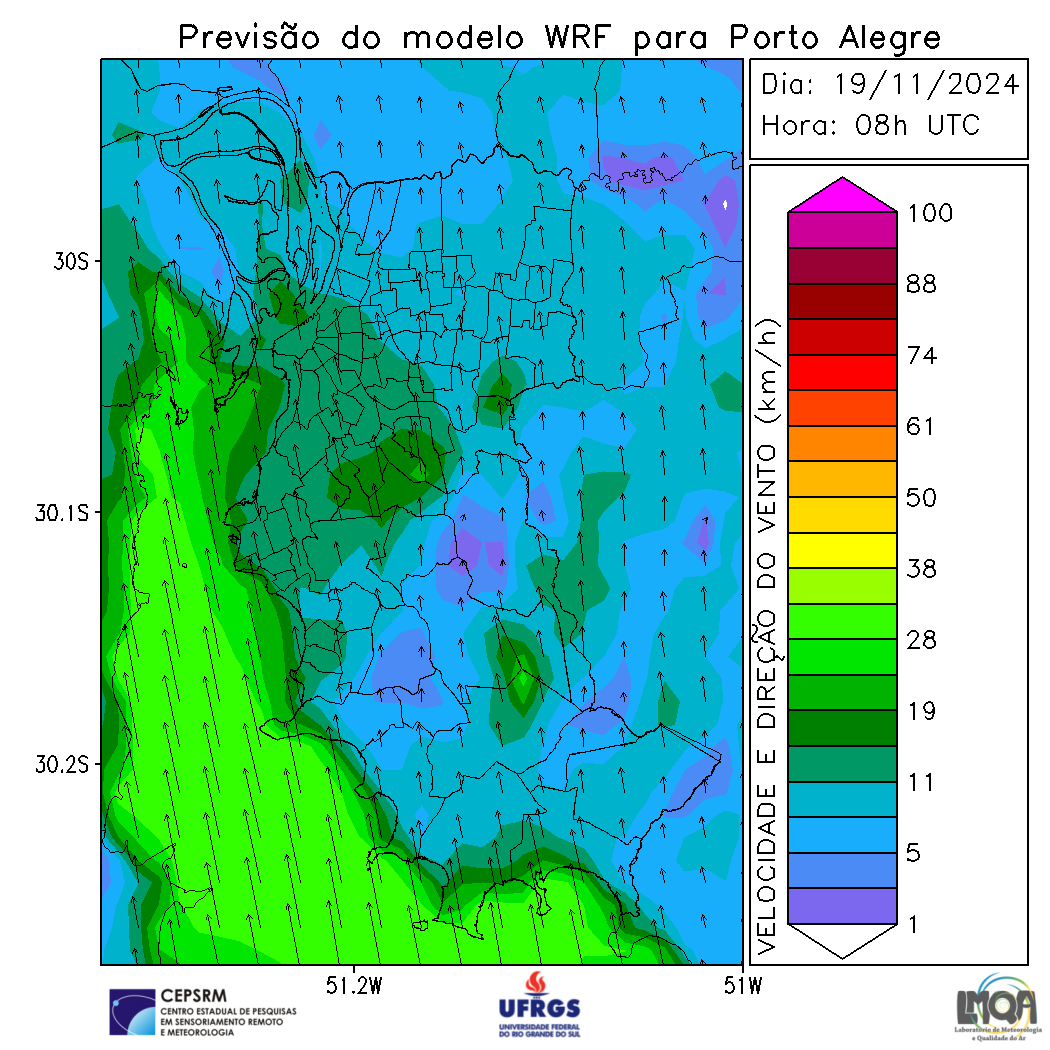 Previsão do modelo WRF para Porto Alegre
Dia: 19/11/2024
Hora: 08h UTC
30S
30.1S
30.2S
51.2W
51W
VELOCIDADE E DIREÇÃO DO VENTO (km/h)
100
88
74
61
50
38
28
19
11
5
1
CEPSRM
CENTRO ESTADUAL DE PESQUISAS
EM SENSORIAMENTO REMOTO
E METEOROLOGIA
UFRGS
UNIVERSIDADE FEDERAL
DO RIO GRANDE DO SUL
LMQA
Laboratório de Meteorologia
e Qualidade do Ar